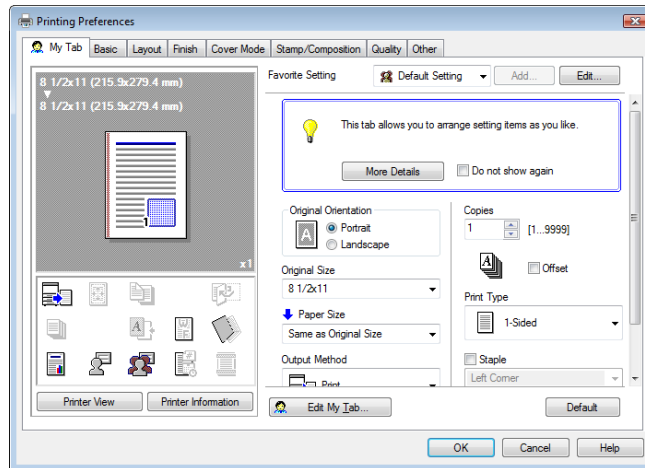 Printing Preferences
My Tab Basic Layout Finish Cover Mode Stamp/Composition Quality Other
8 1/2x11 (215.9x279.4 mm)
8 1/2x11 (215.9x279.4 mm)
1
x1
Printer View Printer Information
Favorite Setting Default Setting Add... Edit...
This tab allows you to arrange setting items as you like.
More Details Do not show again
Original Orientation
A Portrait
Landscape
Original Size
8 1/2x11
Paper Size
Same as Original Size
Output Method
Print
Copies
1 [1...9999]
Offset
Print Type
1-Sided
Staple
Left Corner
Edit My Tab... Default
OK Cancel Help